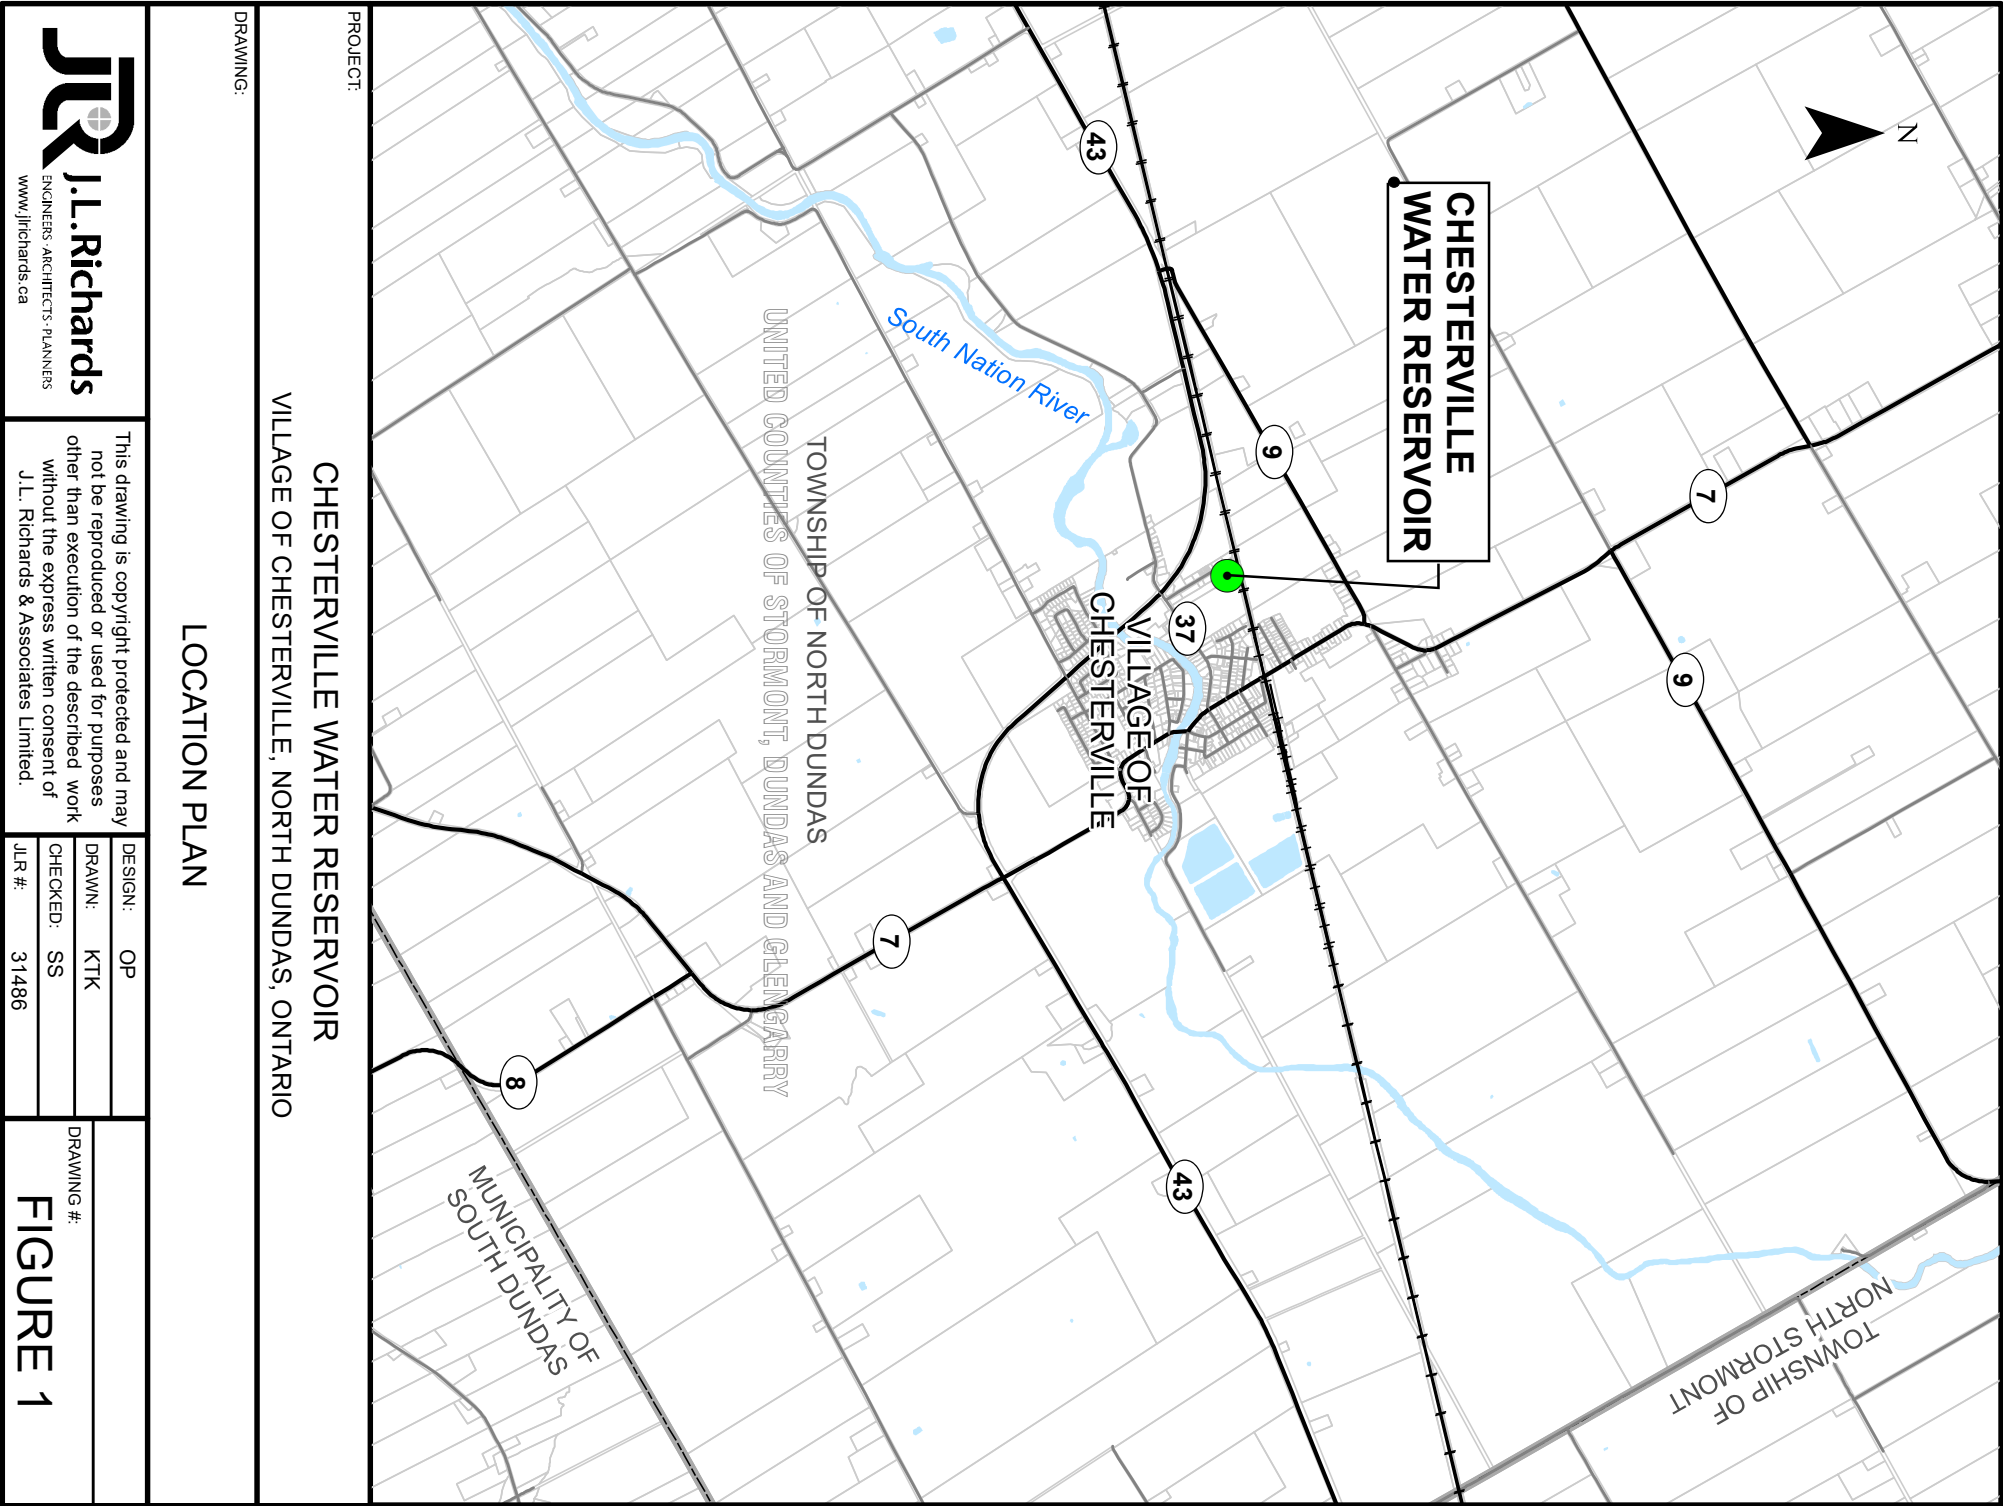 N
CHESTERVILLE
WATER RESERVOIR
43
9
7
9
37
South Nation River
VILLAGE OF
CHESTERVILLE
TOWNSHIP OF NORTH DUNDAS
UNITED COUNTIES OF STORMONT, DUNDAS AND GLENGARRY
7
43
8
TOWNSHIP OF
NORTH STORMONT
MUNICIPALITY OF
SOUTH DUNDAS
PROJECT:
CHESTERVILLE WATER RESERVOIR
VILLAGE OF CHESTERVILLE, NORTH DUNDAS, ONTARIO
DRAWING:
LOCATION PLAN
JLR J.L.Richards
ENGINEERS · ARCHITECTS · PLANNERS
www.jlrichards.ca
This drawing is copyright protected and may
not be reproduced or used for purposes
other than execution of the described work
without the express written consent of
J.L. Richards & Associates Limited.
DESIGN: OP
DRAWN: KTK
CHECKED: SS
JLR #: 31486
DRAWING #:
FIGURE 1